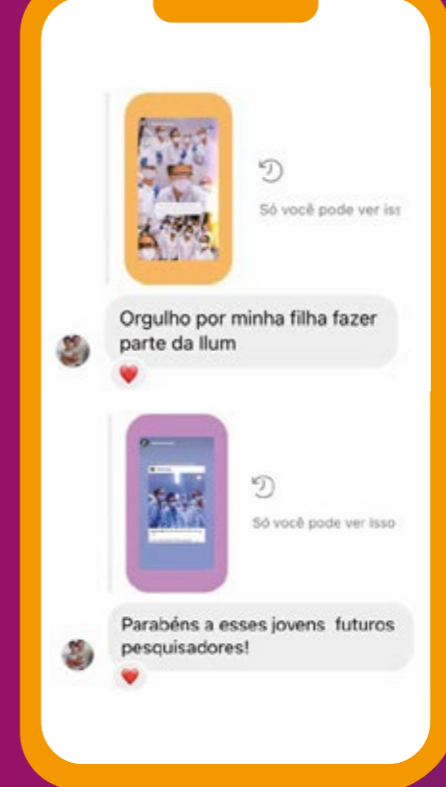 Só você pode ver iss
Orgulho por minha filha fazer
parte da Ilum
Só você pode ver isso
Parabéns a esses jovens futuros
pesquisadores!